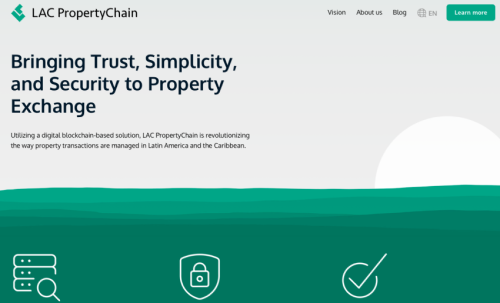 LAC PropertyChain
Vision
About us
Blog
EN
Learn more
Bringing Trust, Simplicity,
and Security to Property
Exchange
Utilizing a digital blockchain-based solution, LAC PropertyChain is revolutionizing
the way property transactions are managed in Latin America and the Caribbean.